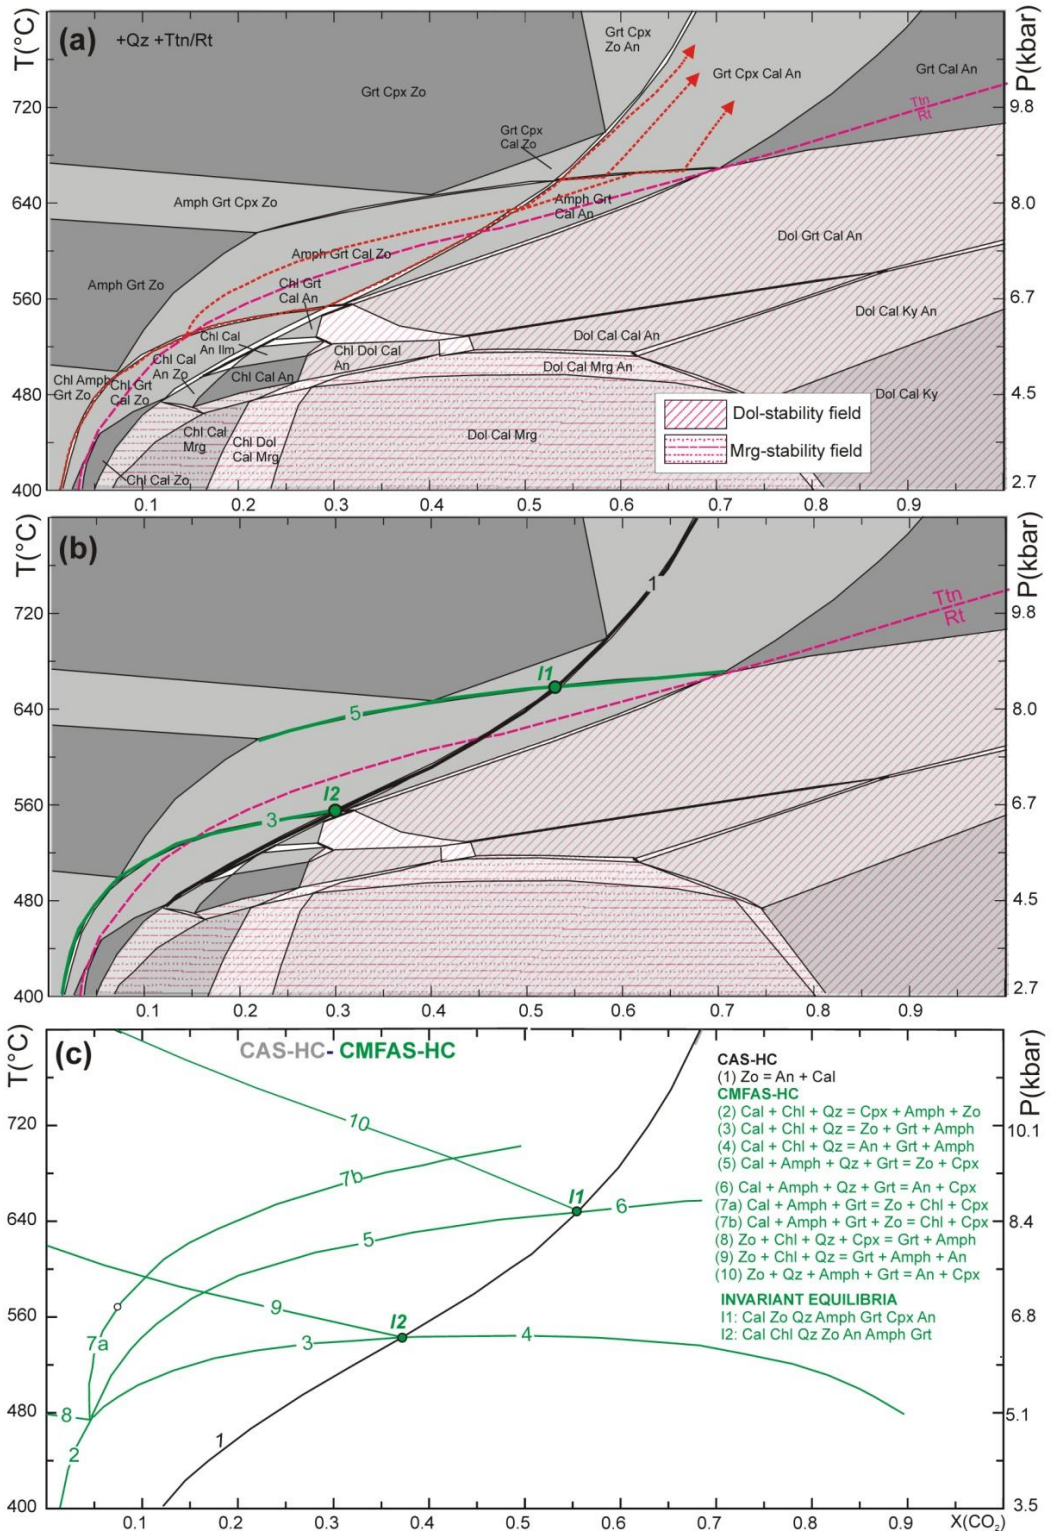 T(°C)
(a)
+Qz +Ttn/Rt
P(kbar)
Grt Cpx
Zo An
Grt Cpx Cal An
Grt Cal An
Grt Cpx Zo
Ttn
Rt
720
9.8
Grt Cpx
Cal Zo
640
Amph Grt Cpx Zo
Amph Grt
Cal An
8.0
Dol Grt Cal An
Amph Grt Cal Zo
Amph Grt Zo
Chl Grt
Cal An
560
6.7
Dol Cal Ky An
Chl Cal
An Ilm
Dol Cal Cal An
Chl Cal
An Zo
Chl Dol Cal
An
Dol Cal Mrg An
Chl Amph
Grt Zo
Chl Grt
Cal Zo
Chl Cal An
480
4.5
Dol Cal Ky
Dol-stability field
Mrg-stability field
Chl Cal
Mrg
Chl Dol
Cal Mrg
Dol Cal Mrg
Chl Cal Zo
400
2.7
0.1 0.2 0.3 0.4 0.5 0.6 0.7 0.8 0.9
T(°C)
(b)
P(kbar)
1
Ttn
Rt
720
9.8
I1
5
640
8.0
I2
3
560
6.7
480
4.5
400
2.7
0.1 0.2 0.3 0.4 0.5 0.6 0.7 0.8 0.9
T(°C)
(c)
CAS-HC- CMFAS-HC
P(kbar)
CAS-HC
(1) Zo = An + Cal
CMFAS-HC
(2) Cal + Chl + Qz = Cpx + Amph + Zo
(3) Cal + Chl + Qz = Zo + Grt + Amph
(4) Cal + Chl + Qz = An + Grt + Amph
(5) Cal + Amph + Qz + Grt = Zo + Cpx
(6) Cal + Amph + Qz + Grt = An + Cpx
(7a) Cal + Amph + Grt = Zo + Chl + Cpx
(7b) Cal + Amph + Grt + Zo = Chl + Cpx
(8) Zo + Chl + Qz + Cpx = Grt + Amph
(9) Zo + Chl + Qz = Grt + Amph + An
(10) Zo + Qz + Amph + Grt = An + Cpx
INVARIANT EQUILIBRIA
I1: Cal Zo Qz Amph Grt Cpx An
I2: Cal Chl Qz Zo An Amph Grt
720
10.1
10
7b
I1
6
640
8.4
5
9
I2
560
6.8
7a
3
4
480
5.1
8
1
2
400
3.5
0.1 0.2 0.3 0.4 0.5 0.6 0.7 0.8 0.9 X(CO2)